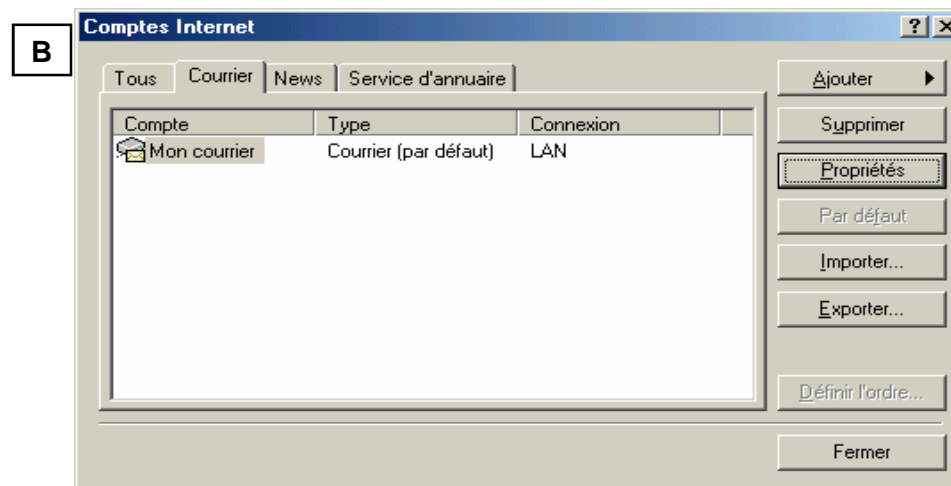 B
Comptes Internet
Tous Courrier News Service d'annuaire
Compte Type Connexion
Mon courrier Courrier (par défaut) LAN
Ajouter
Supprimer
Propriétés
Par défaut
Importer...
Exporter...
Définir l'ordre...
Fermer